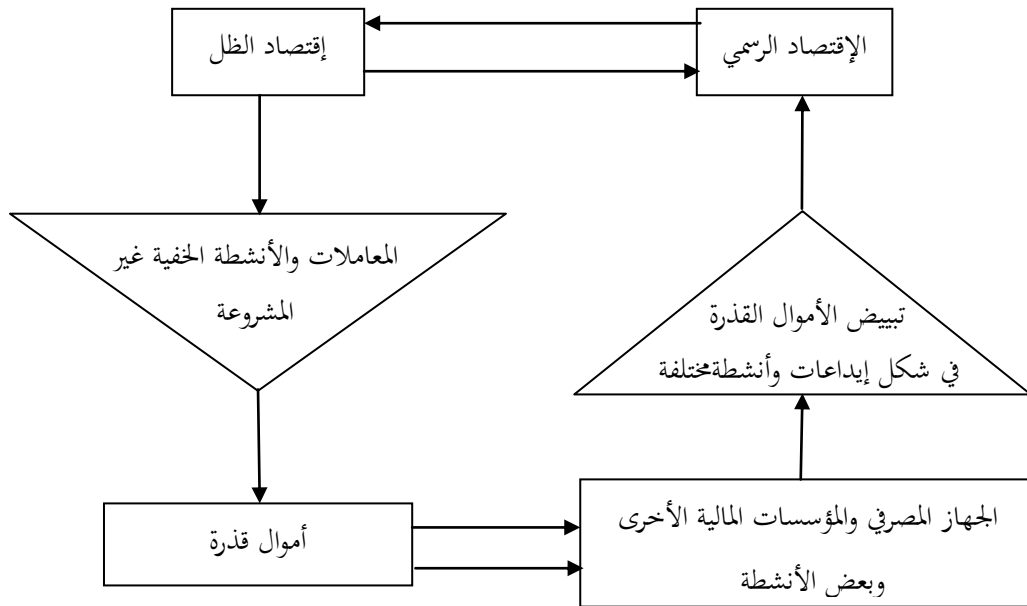 الإقتصاد الرسمي
إقتصاد الظل
المعاملات والأنشطة الخفية غير
المشروعة
تبييض الأموال القذرة
في شكل إيداعات وأنشطةمختلفة
أموال قذرة
الجهاز المصرفي والمؤسسات المالية الأخرى
وبعض الأنشطة